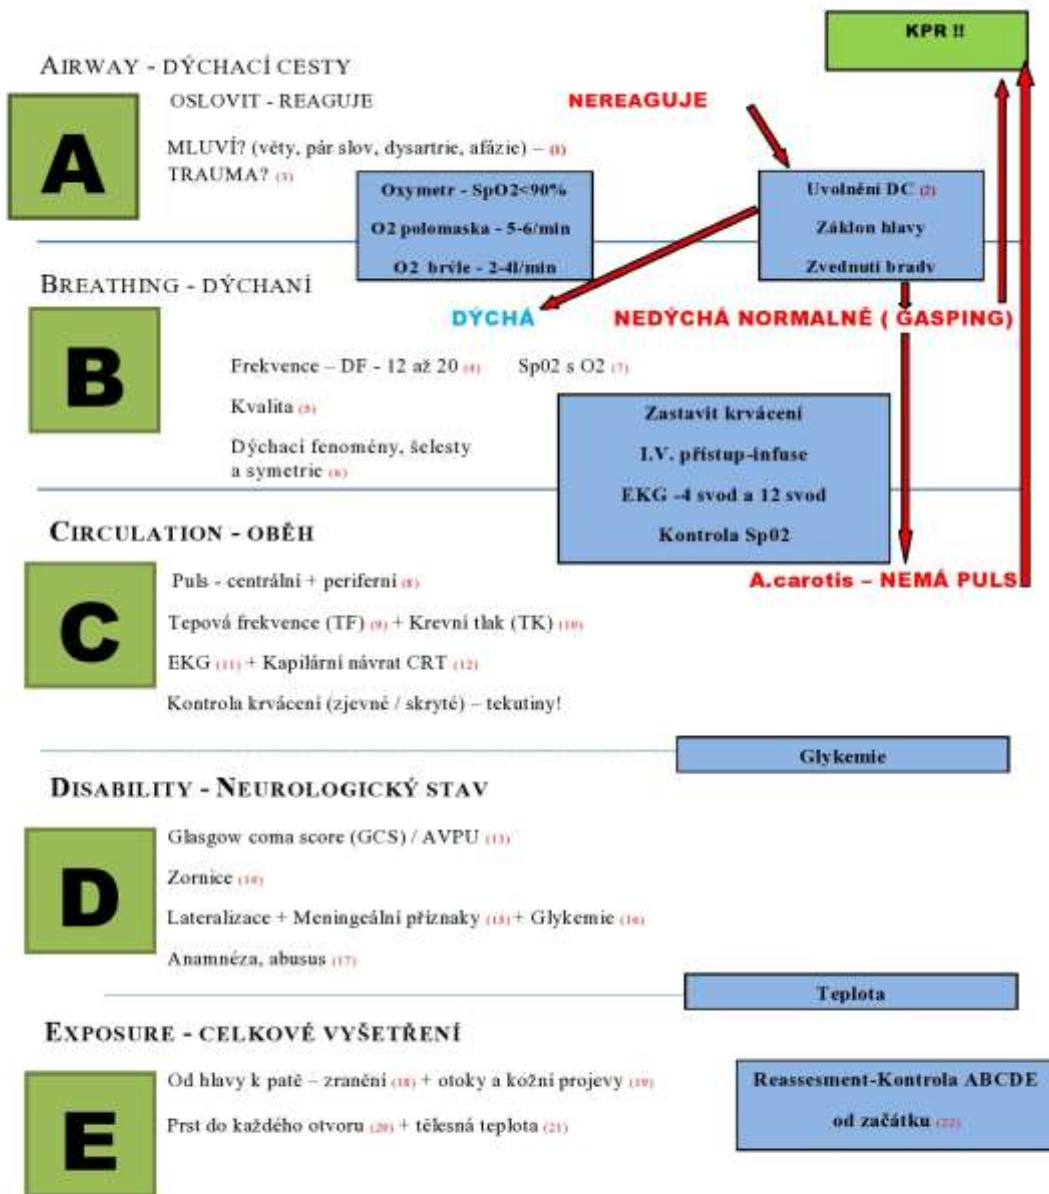 KPR !!
AIRWAY - DÝCHACÍ CESTY
A
OSLOVIT - REAGUJE
NEREAGUJE
MLUVÍ? (věty, pár slov, dysartrie, afázie) – (1)
TRAUMA? (3)
Oxymetr - SpO2<90%
O2 polomaska - 5-6/min
O2 brýle - 2-4l/min
Uvolnění DC (2)
Záklon hlavy
Zvednutí bradv
BREATHING - DÝCHANÍ
B
DÝCHÁ
NEDÝCHÁ NORMALNĚ ( GASPING)
Frekvence – DF - 12 až 20 (4)
Sp02 s O2 (7)
Kvalita (5)
Dýchací fenomény, šelesty
a symetrie (6)
Zastavit krvácení
I.V. přístup-infuse
EKG -4 svod a 12 svod
Kontrola Sp02
CIRCULATION - OBĚH
C
Puls - centrální + periferní (8)
A.carotis – NEMÁ PULS
Tepová frekvence (TF) (9) + Krevní tlak (TK) (10)
EKG (11) + Kapilární návrat CRT (12)
Kontrola krvácení (zjevné / skryté) – tekutiny!
Glykemie
DISABILITY - NEUROLOGICKÝ STAV
D
Glasgow coma score (GCS) / AVPU (13)
Zornice (14)
Lateralizace + Meningeální příznaky (15) + Glykemie (16)
Anamnéza, abusus (17)
Teplota
EXPOSURE - CELKOVÉ VYŠETŘENÍ
E
Od hlavy k patě – zranění (18) + otoky a kožní projevy (19)
Prst do každého otvoru (20) + tělesná teplota (21)
Reassesment-Kontrola ABCDE
od začátku (22)